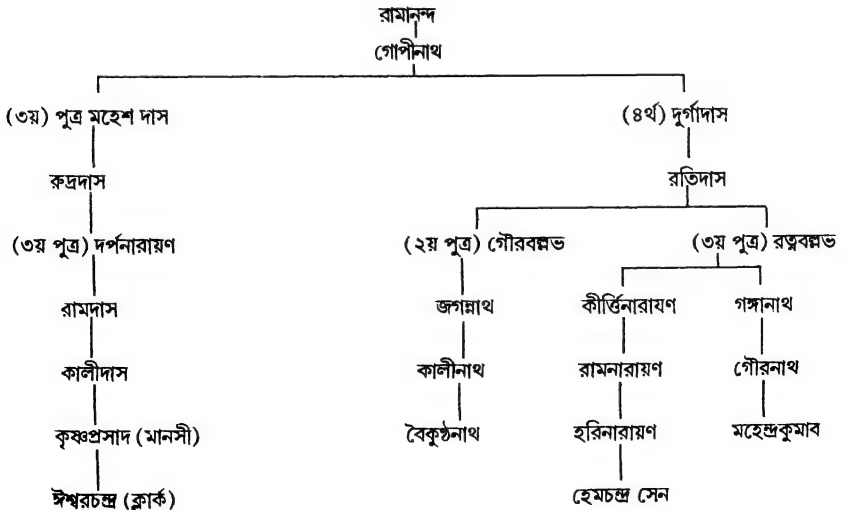 রামানন্দ
গোপীনাথ
(৩য়) পুত্র মহেশ দাস (৪র্থ) দুর্গাদাস
রুদ্রদাস রতিদাস
(৩য় পুত্র) দর্পনারায়ণ (২য় পুত্র) গৌরবল্লভ (৩য় পুত্র) রত্নবল্লভ
রামদাস জগন্নাথ কীর্ত্তিনারাযণ গঙ্গানাথ
কালীদাস কালীনাথ রামনারায়ণ গৌরনাথ
কৃষ্ণপ্রসাদ (মানসী) বৈকুণ্ঠনাথ হরিনারায়ণ মহেন্দ্রকুমাব
ঈশ্বরচন্দ্র (ক্লার্ক) হেমচন্দ্র সেন